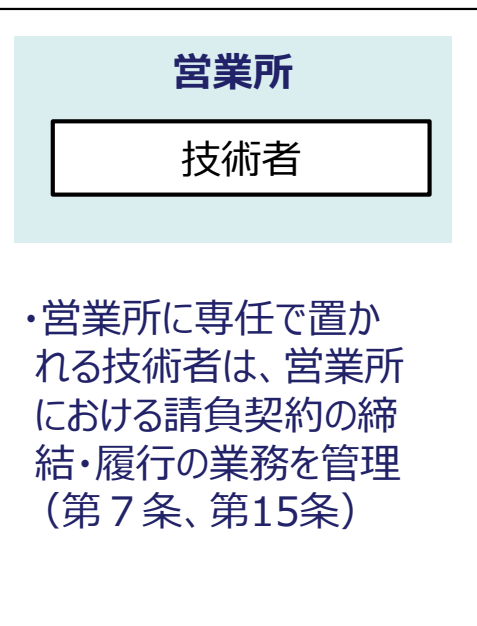 営業所
技術者
・営業所に専任で置か
れる技術者は、営業所
における請負契約の締
結・履行の業務を管理
（第７条、第15条）